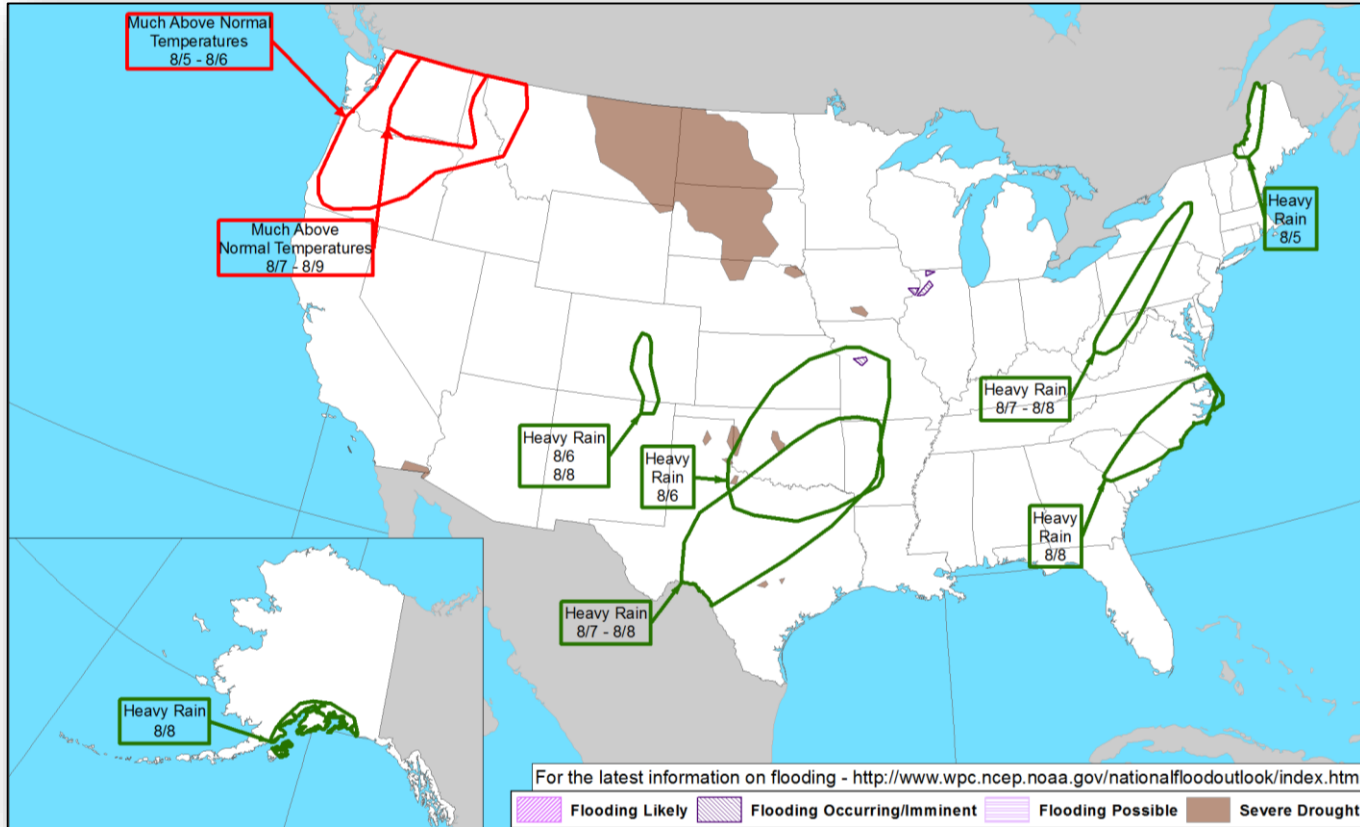 Much Above Normal
Temperatures
8/5 - 8/6
Much Above
Normal Temperatures
8/7 - 8/9
Heavy
Rain
8/5
Heavy Rain
8/7 - 8/8
Heavy Rain
8/6
8/8
Heavy
Rain
8/6
Heavy
Rain
8/8
Heavy Rain
8/7 - 8/8
Heavy Rain
8/8
For the latest information on flooding - http://www.wpc.ncep.noaa.gov/nationalfloodoutlook/index.htm
Flooding Likely
Flooding Occurring/Imminent
Flooding Possible
Severe Drought